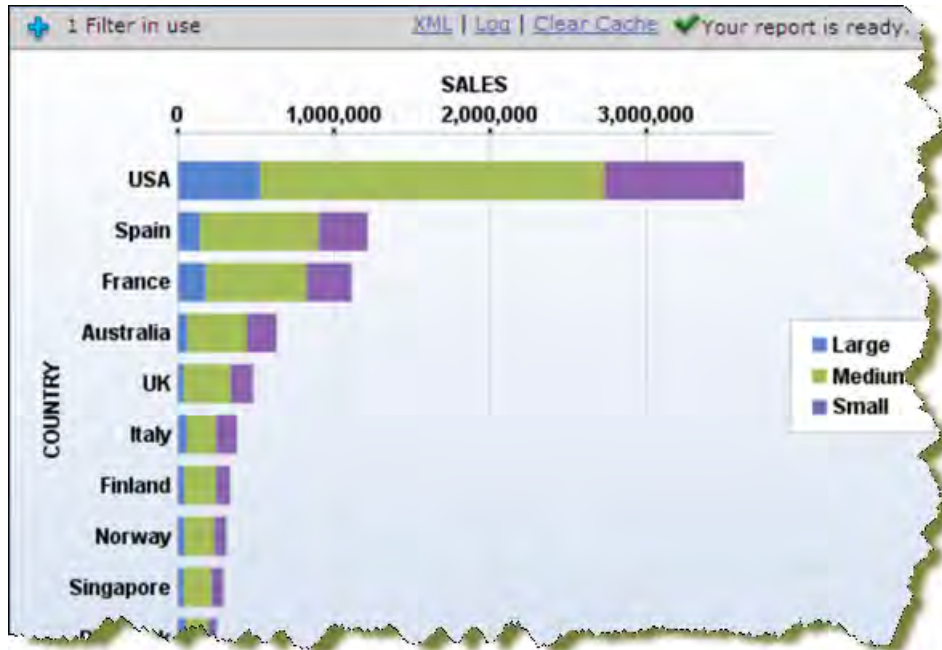 1 Filter in use XML | Log | Clear Cache Your report is ready.
SALES
0 1,000,000 2,000,000 3,000,000
USA
Spain
France
Australia
UK
Italy
Finland
Norway
Singapore
COUNTRY
Large
Medium
Small